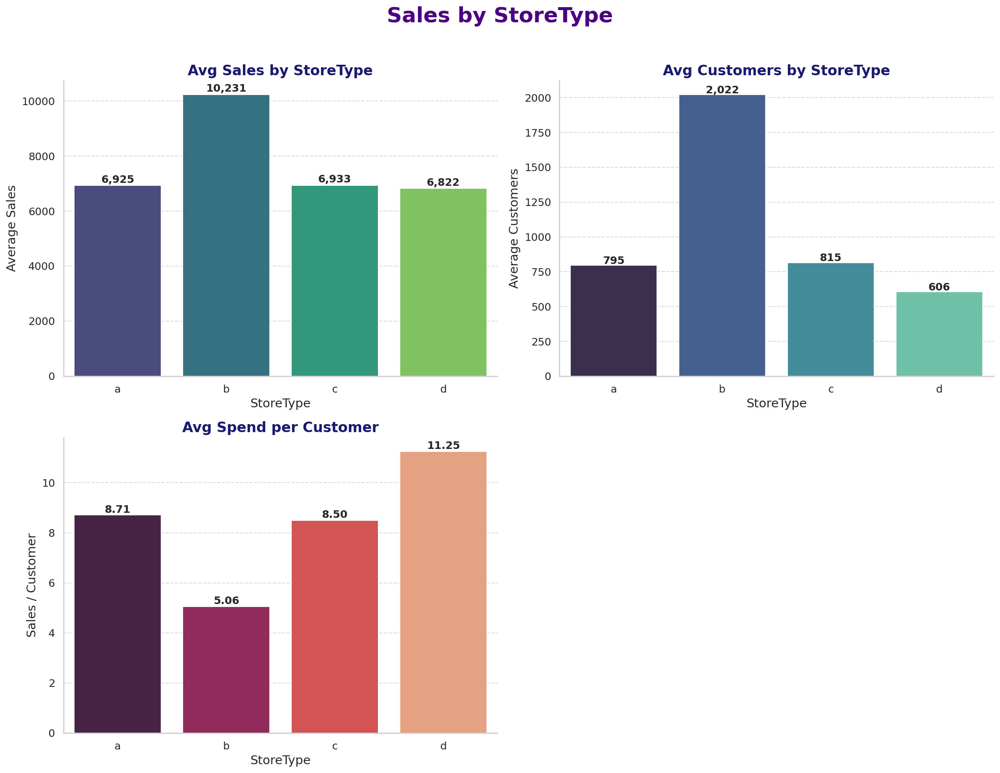 Sales by StoreType
Avg Sales by StoreType
Average Sales
10000
8000
6000
4000
2000
0
6,925
10,231
6,933
6,822
a b c d
StoreType
Avg Customers by StoreType
Average Customers
2000
1750
1500
1250
1000
750
500
250
0
795
2,022
815
606
a b c d
StoreType
Avg Spend per Customer
Sales / Customer
10
8
6
4
2
0
8.71
5.06
8.50
11.25
a b c d
StoreType